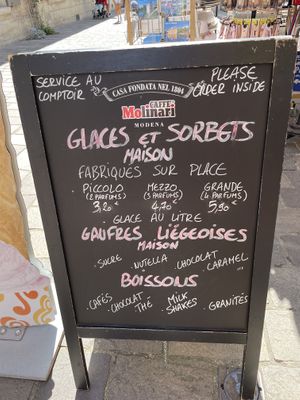 SERVICE AU COMPTOIR
PLEASE ORDER INSIDE
CASA FONDATA NEL 1804
CAFFÈ
Molinari
MODENA
GLACES ET SORBETS
MAISON
FABRIQUES SUR PLACE
PICCOLO MEZZO GRANDE
(2 PARFUMS) (3 PARFUMS) (4 PARFUMS)
3,20 4,70 5,90
. GLACE AU LITRE
GAUFRES LIÉGEOISES
MAISON
. SUCRE . NUTELLA . CHOCOLAT . CARAMEL
BOISSONS
. CAFÉS . CHOCOLAT . THÉ . MILK SHAKES . GRANITÉS